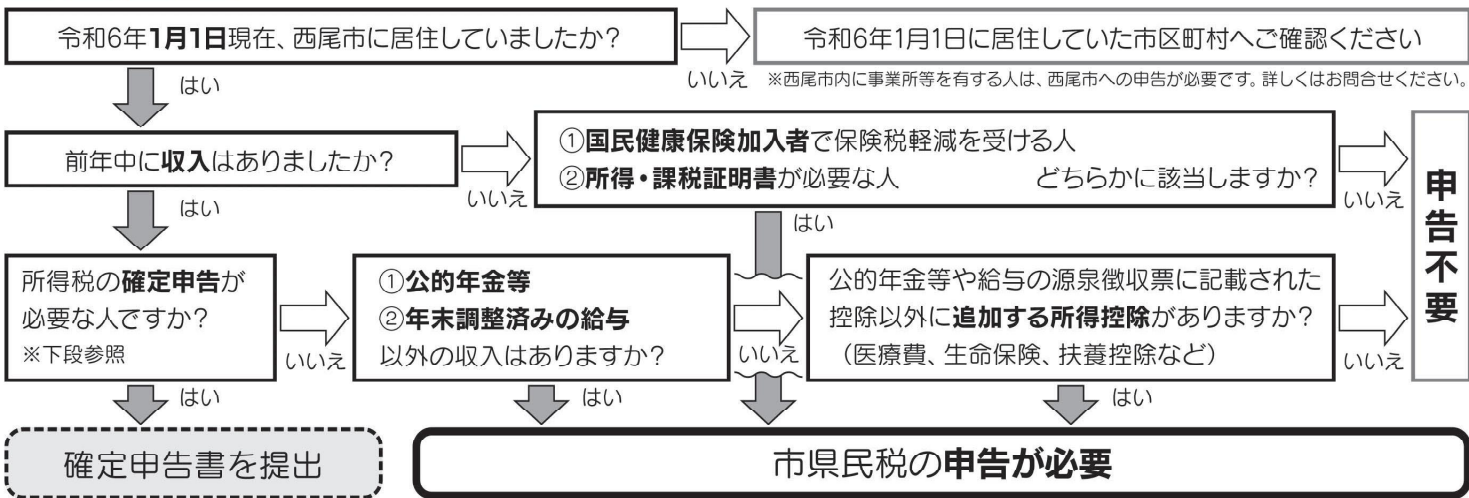 令和6年1月1日現在、西尾市に居住していましたか？
いいえ
令和6年1月1日に居住していた市区町村へご確認ください
※西尾市内に事業所等を有する人は、西尾市への申告が必要です。詳しくはお問合せください。
はい
前年中に収入はありましたか？
いいえ
①国民健康保険加入者で保険税軽減を受ける人
②所得・課税証明書が必要な人 どちらかに該当しますか？
いいえ
申告不要
はい
はい
所得税の確定申告が
必要な人ですか？
※下段参照
いいえ
①公的年金等
②年末調整済みの給与
以外の収入はありますか？
いいえ
公的年金等や給与の源泉徴収票に記載された
控除以外に追加する所得控除がありますか？
（医療費、生命保険、扶養控除など）
いいえ
はい
はい
はい
確定申告書を提出
市県民税の申告が必要